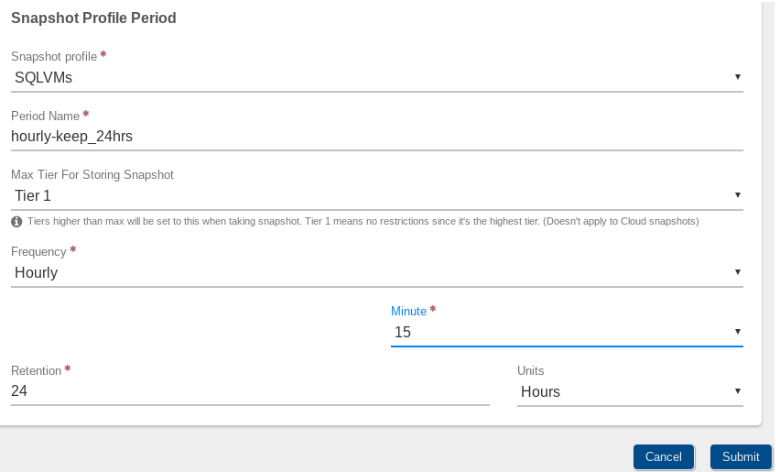 Snapshot Profile Period
Snapshot profile *
SQLVMs
Period Name *
hourly-keep_24hrs
Max Tier For Storing Snapshot
Tier 1
Tiers higher than max will be set to this when taking snapshot. Tier 1 means no restrictions since it's the highest tier. (Doesn't apply to Cloud snapshots)
Frequency *
Hourly
Minute *
15
Retention * Units
24 Hours
Cancel Submit